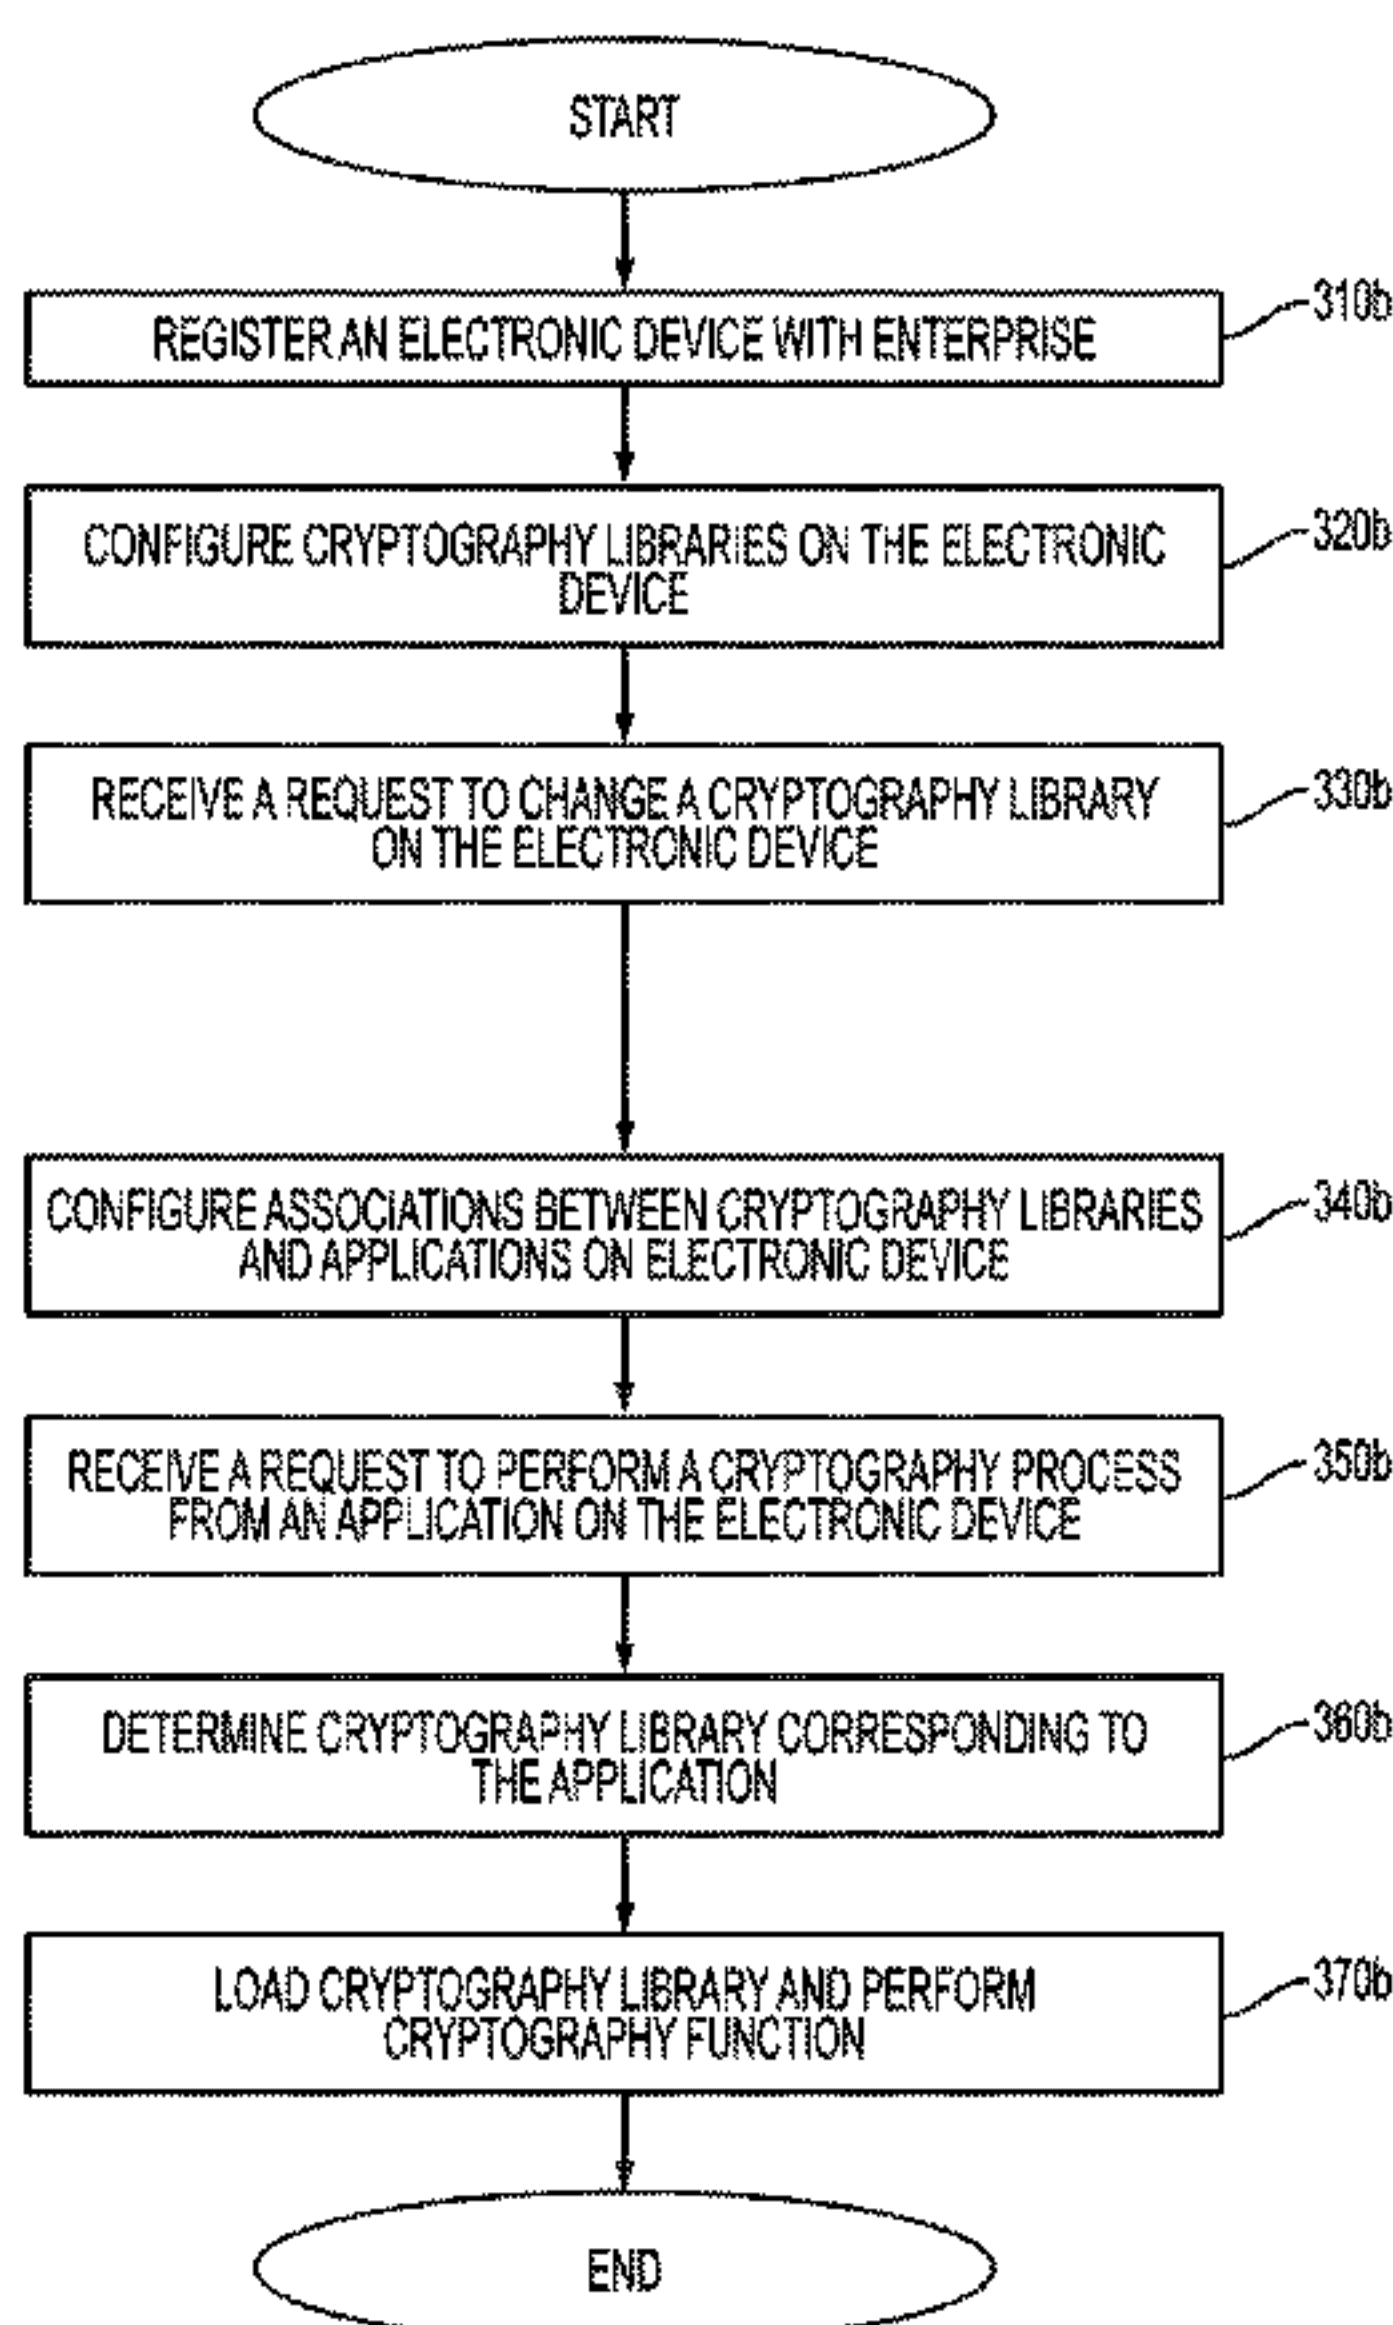 START
REGISTER AN ELECTRONIC DEVICE WITH ENTERPRISE
310b
CONFIGURE CRYPTOGRAPHY LIBRARIES ON THE ELECTRONIC
DEVICE
320b
RECEIVE A REQUEST TO CHANGE A CRYPTOGRAPHY LIBRARY
ON THE ELECTRONIC DEVICE
330b
CONFIGURE ASSOCIATIONS BETWEEN CRYPTOGRAPHY LIBRARIES
AND APPLICATIONS ON ELECTRONIC DEVICE
340b
RECEIVE A REQUEST TO PERFORM A CRYPTOGRAPHY PROCESS
FROM AN APPLICATION ON THE ELECTRONIC DEVICE
350b
DETERMINE CRYPTOGRAPHY LIBRARY CORRESPONDING TO
THE APPLICATION
360b
LOAD CRYPTOGRAPHY LIBRARY AND PERFORM
CRYPTOGRAPHY FUNCTION
370b
END